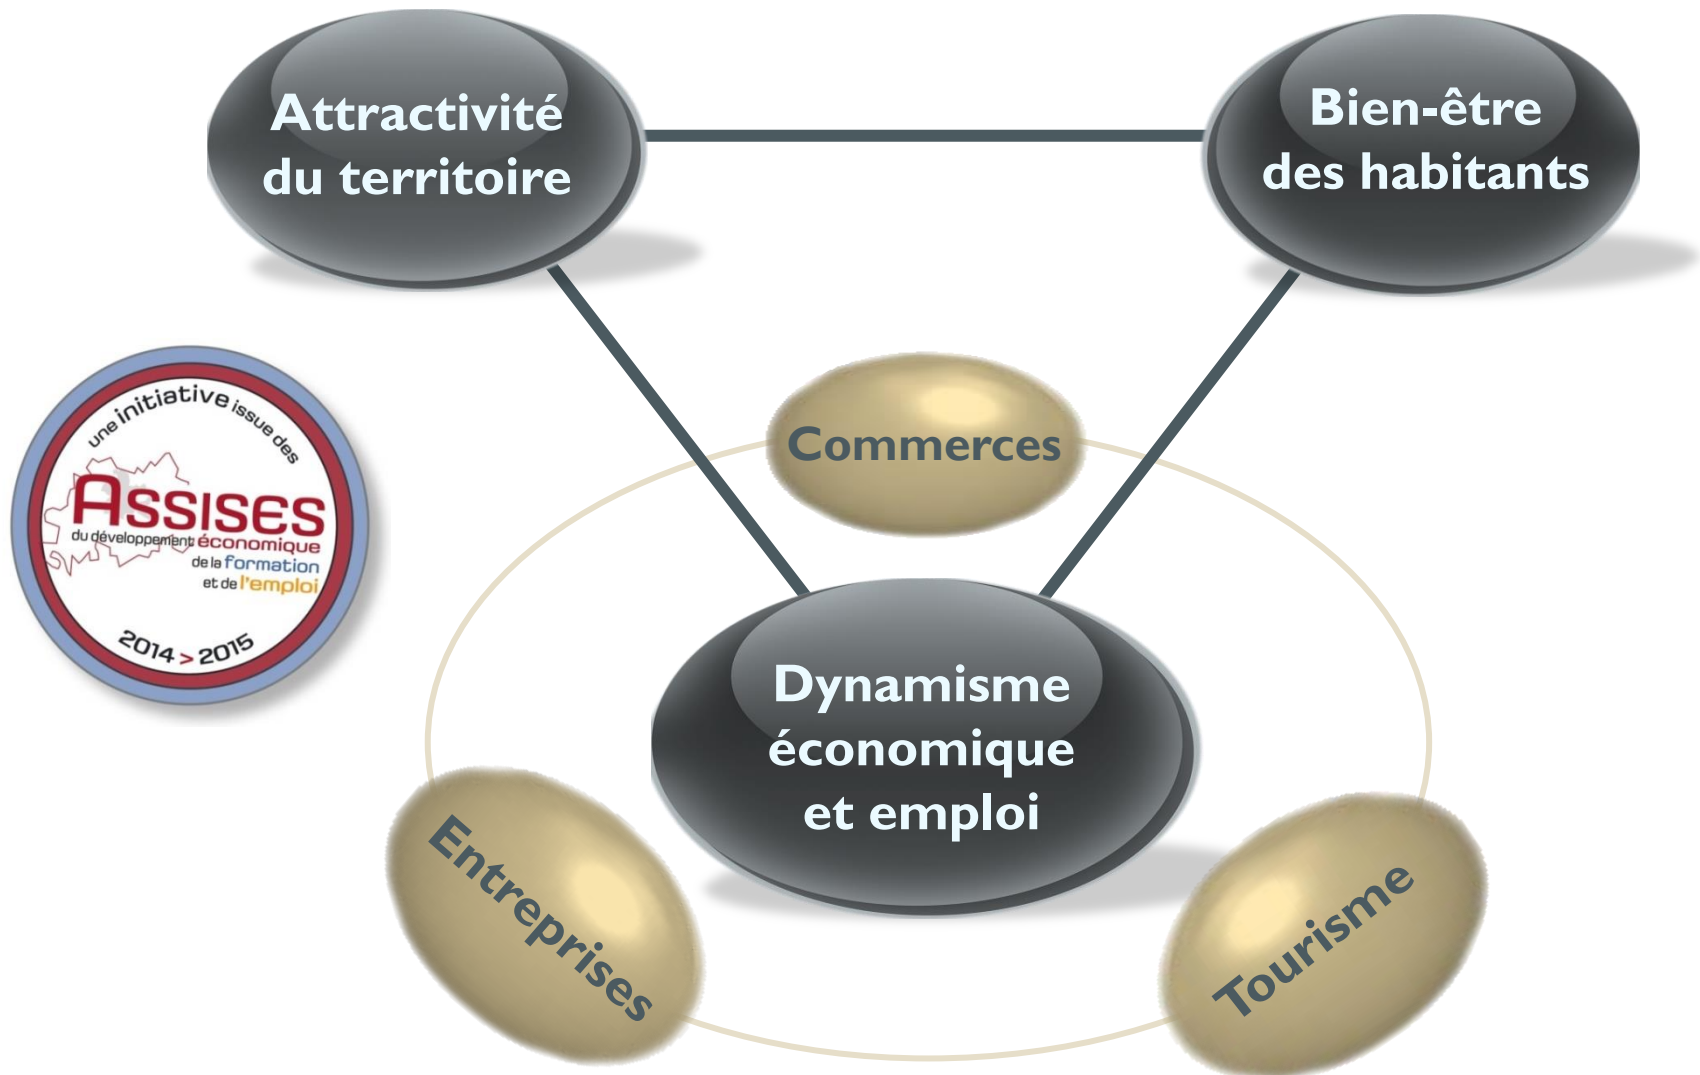 Attractivité
du territoire
Bien-être
des habitants
Commerces
une initiative issue des
ASSISES
du développement économique
de la formation
et de l'emploi
2014 > 2015
Dynamisme
économique
et emploi
Entreprises
Tourisme